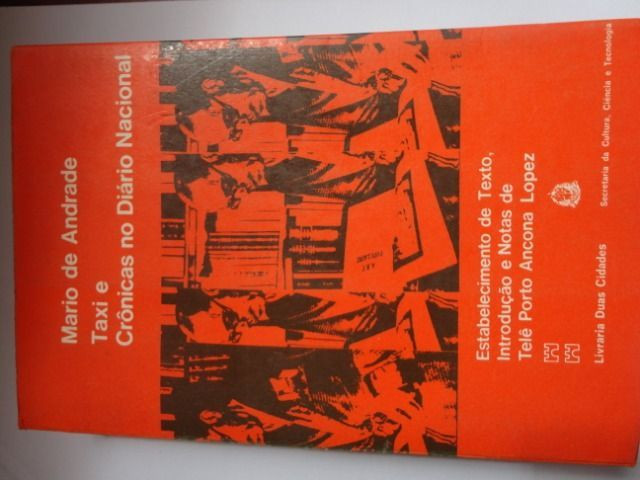 Mario de Andrade
Taxi e
Crônicas no Diário Nacional
Estabelecimento de Texto,
Introdução e Notas de
Telê Porto Ancona Lopez
Livraria Duas Cidades
Secretaria da Cultura, Ciência e Tecnologia